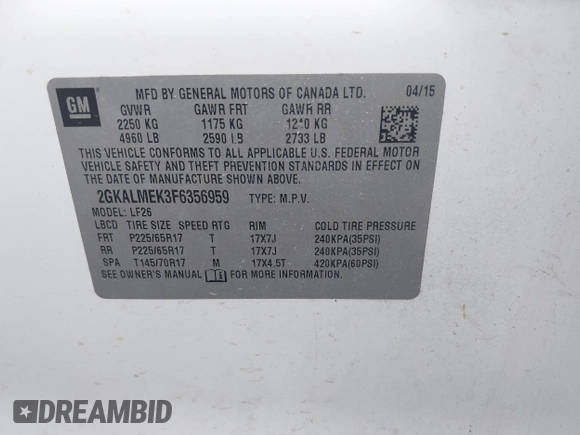 GM
MFD BY GENERAL MOTORS OF CANADA LTD. 04/15
GVWR GAWR FRT GAWR RR
2250 KG 1175 KG 1240 KG
4960 LB 2590 LB 2733 LB
THIS VEHICLE CONFORMS TO ALL APPLICABLE U.S. FEDERAL MOTOR
VEHICLE SAFETY AND THEFT PREVENTION STANDARDS IN EFFECT ON
THE DATE OF MANUFACTURE SHOWN ABOVE.
2GKALMEK3F6356959 TYPE: M.P.V.
MODEL: LF26
LBCD TIRE SIZE SPEED RTG RIM COLD TIRE PRESSURE
FRT P225/65R17 T 17X7J 240KPA(35PSI)
RR P225/65R17 T 17X7J 240KPA(35PSI)
SPA T145/70R17 M 17X4.5T 420KPA(60PSI)
SEE OWNER'S MANUAL FOR MORE INFORMATION
DREAMBID